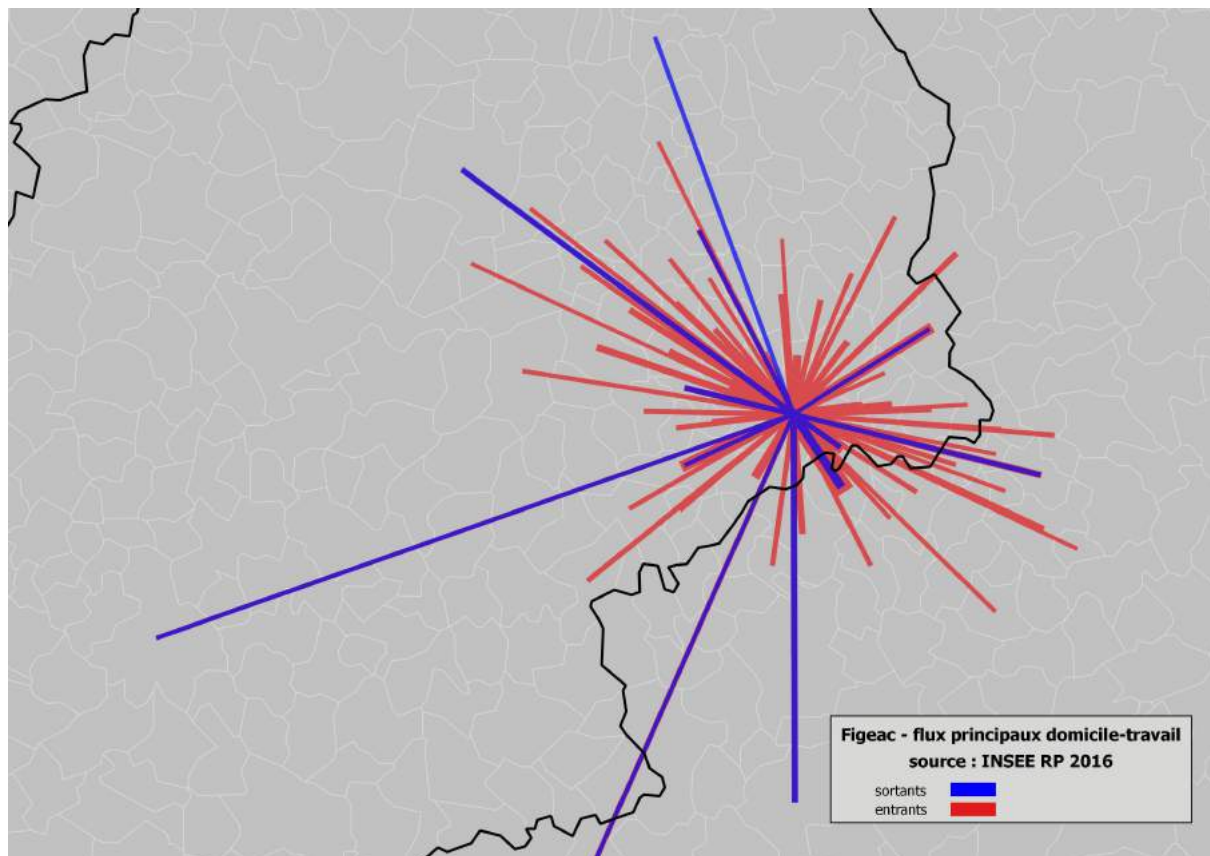 Figeac - flux principaux domicile-travail
source : INSEE RP 2016
sortants
entrants